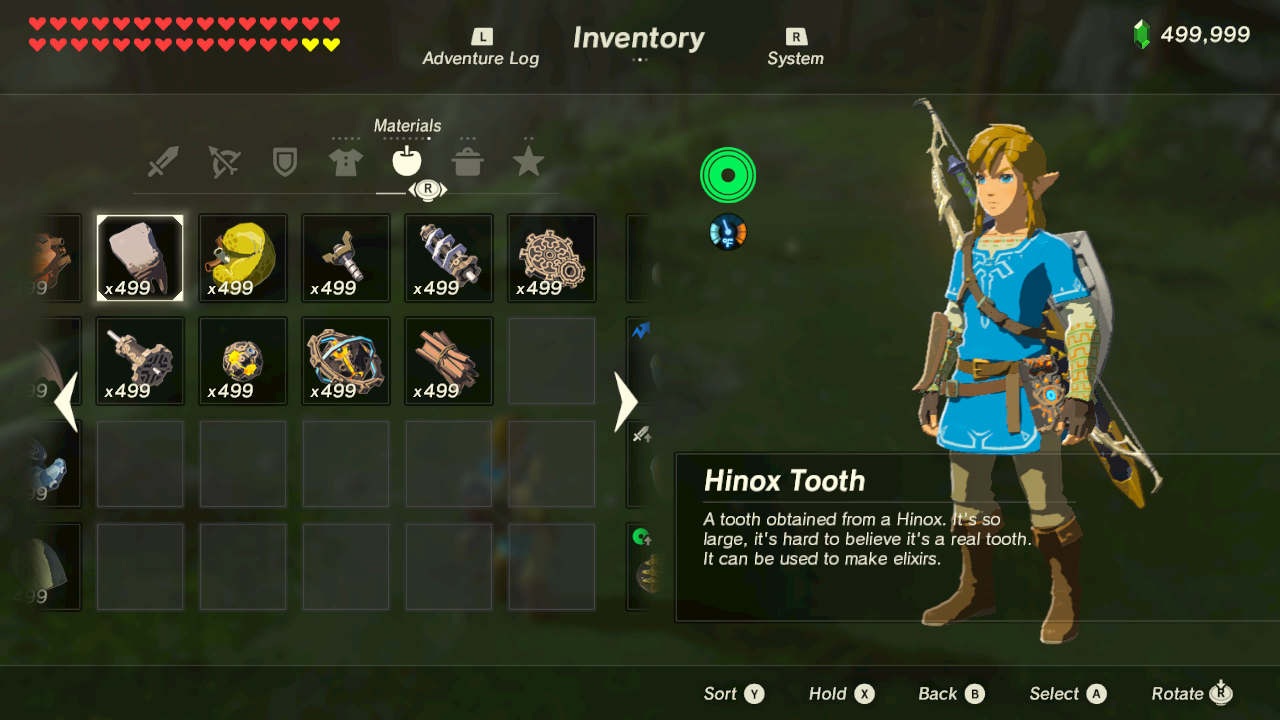 L
Inventory
R
499,999
Adventure Log
System
Materials
R
x499
x499
x499
x499
x499
x499
x499
x499
x499
°F
Hinox Tooth
A tooth obtained from a Hinox. It's so
large, it's hard to believe it's a real tooth.
It can be used to make elixirs.
Sort Y
Hold X
Back B
Select A
Rotate R